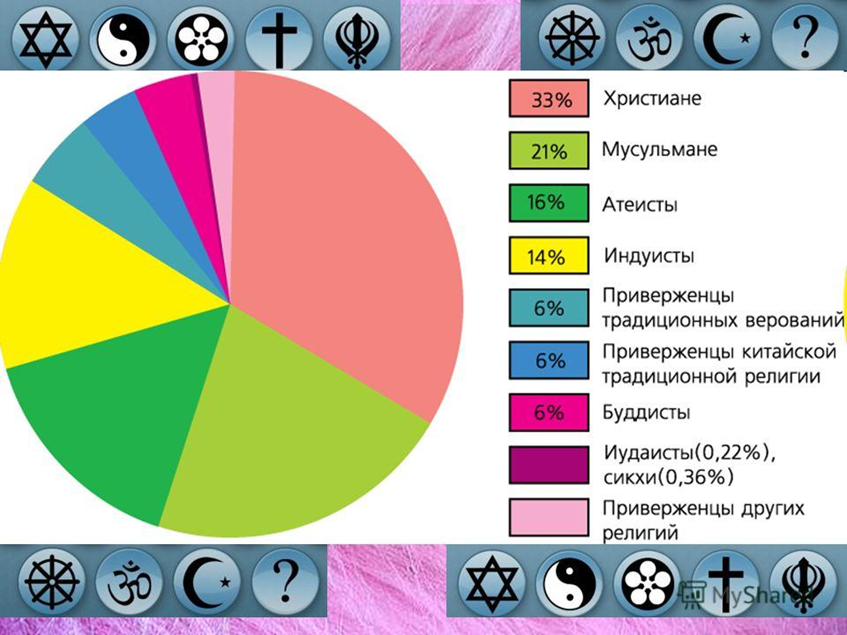 33% Христиане
21% Мусульмане
16% Атеисты
14% Индуисты
6% Приверженцы
традиционных верований
6% Приверженцы китайской
традиционной религии
6% Буддисты
Иудаисты(0,22%),
сикхи(0,36%)
Приверженцы других
религий
?
?
MyShared